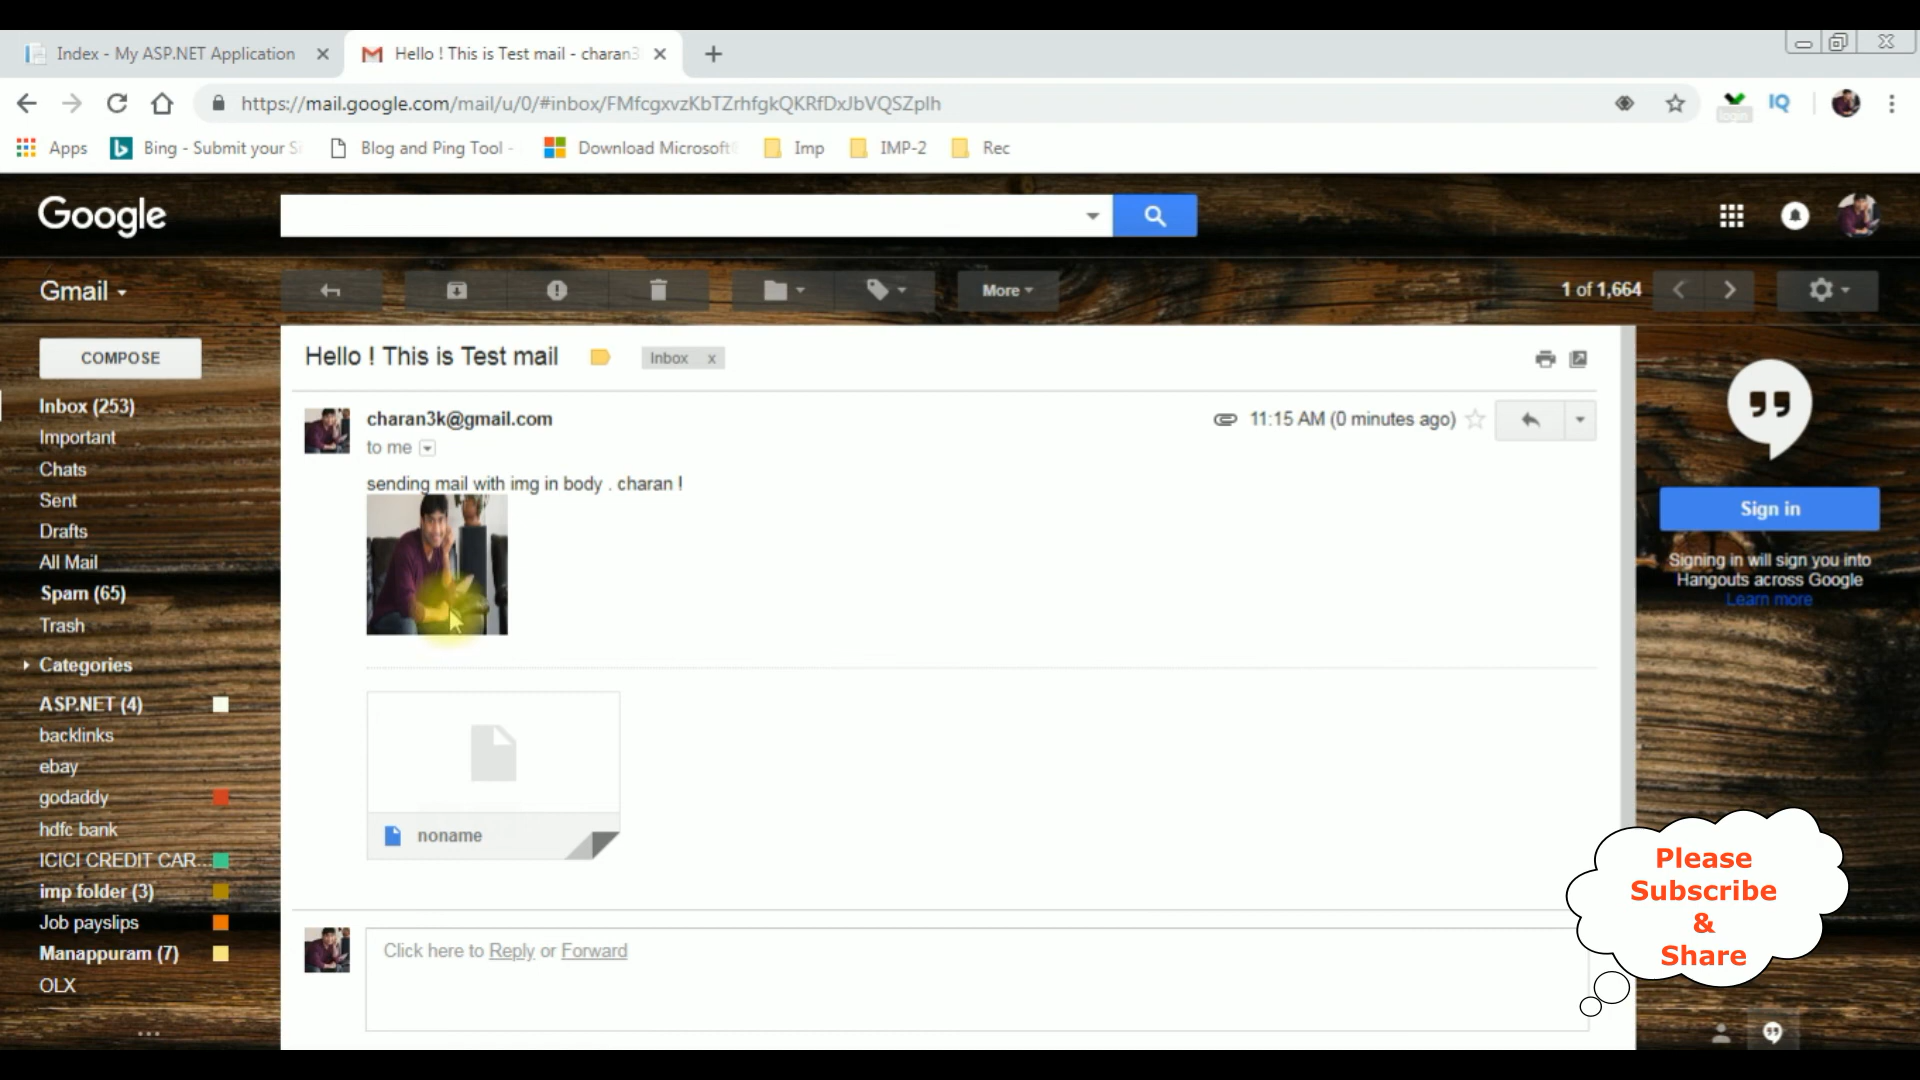 Index - My ASP.NET Application
Hello ! This is Test mail - charan3
https://mail.google.com/mail/u/0/#inbox/FMfcgxvzKbTZrhfgkQKRfDxJbVQSZplh
login
IQ
Apps
Bing - Submit your Si
Blog and Ping Tool -
Download Microsoft®
Imp
IMP-2
Rec
Google
Gmail
More
1 of 1,664
COMPOSE
Hello ! This is Test mail
Inbox x
Inbox (253)
Important
Chats
Sent
Drafts
All Mail
Spam (65)
Trash
Categories
ASP.NET (4)
backlinks
ebay
godaddy
hdfc bank
ICICI CREDIT CAR...
imp folder (3)
Job payslips
Manappuram (7)
OLX
charan3k@gmail.com
11:15 AM (0 minutes ago)
to me
sending mail with img in body . charan !
noname
Click here to Reply or Forward
Sign in
Signing in will sign you into
Hangouts across Google
Learn more
Please
Subscribe
&
Share